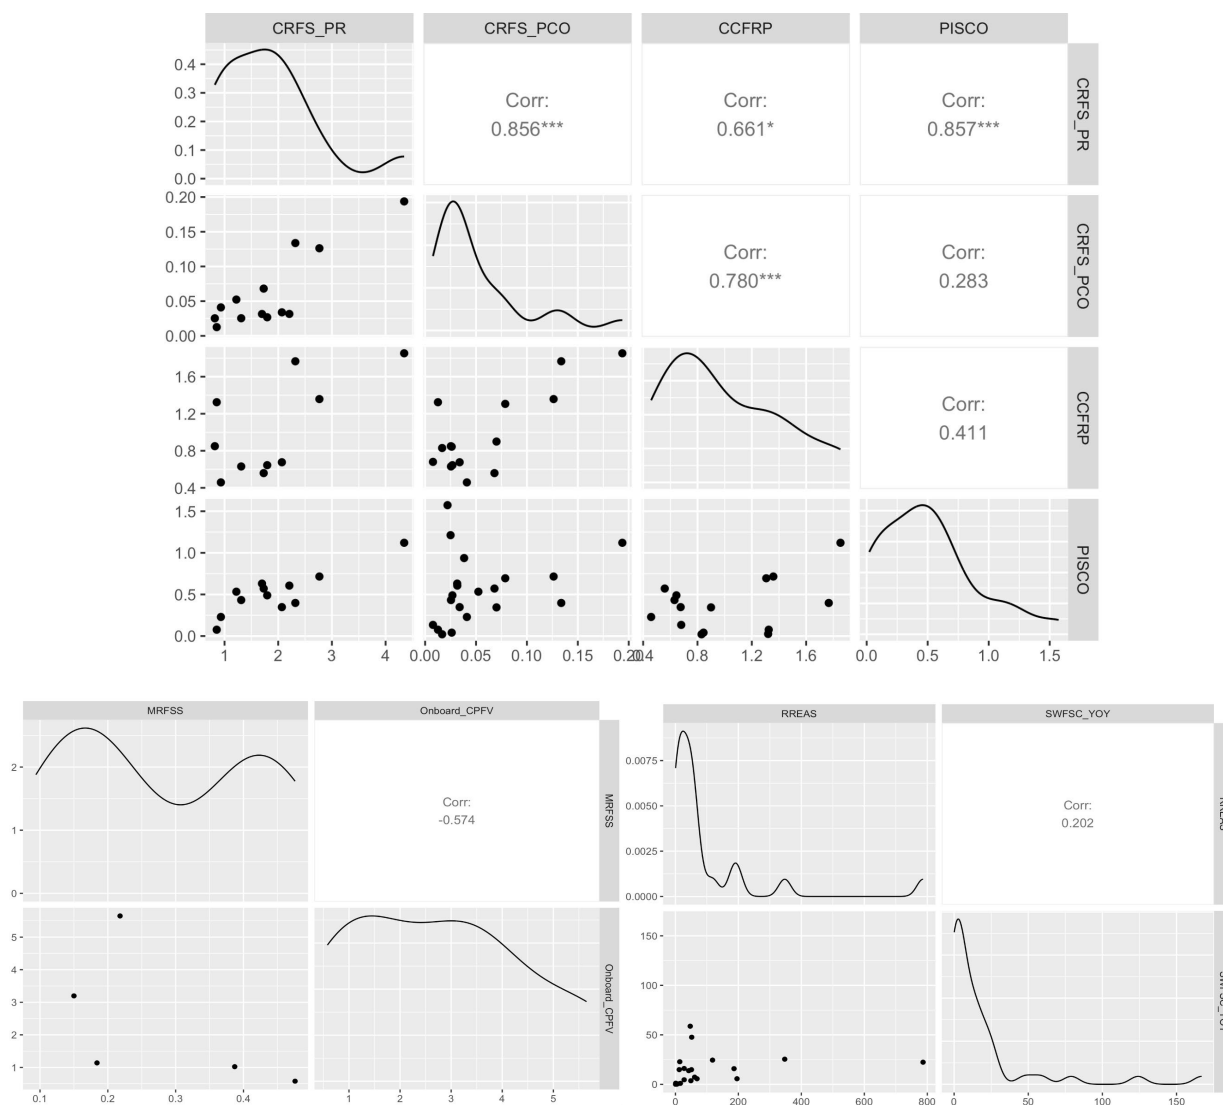 CRFS_PR CRFS_PCO CCFRP PISCO
0.4
0.3
0.2
0.1
0.0
Corr:
0.856***
Corr:
0.661*
Corr:
0.857***
CRFS_PR
0.20
0.15
0.10
0.05
0.00
Corr:
0.780***
Corr:
0.283
CRFS_PCO
1.6
1.2
0.8
0.4
Corr:
0.411
CCFRP
1.5
1.0
0.5
0.0
PISCO
1 2 3 4
0.00 0.05 0.10 0.15 0.20
0.4 0.8 1.2 1.6
0.0 0.5 1.0 1.5
MRFSS Onboard_CPFV
2
1
0
Corr:
-0.574
MRFSS
5
4
3
2
1
Onboard_CPFV
0.1 0.2 0.3 0.4
1 2 3 4 5
RREAS SWFSC_YOY
0.0075
0.0050
0.0025
0.0000
Corr:
0.202
150
100
50
0
0 200 400 600 800
0 50 100 150